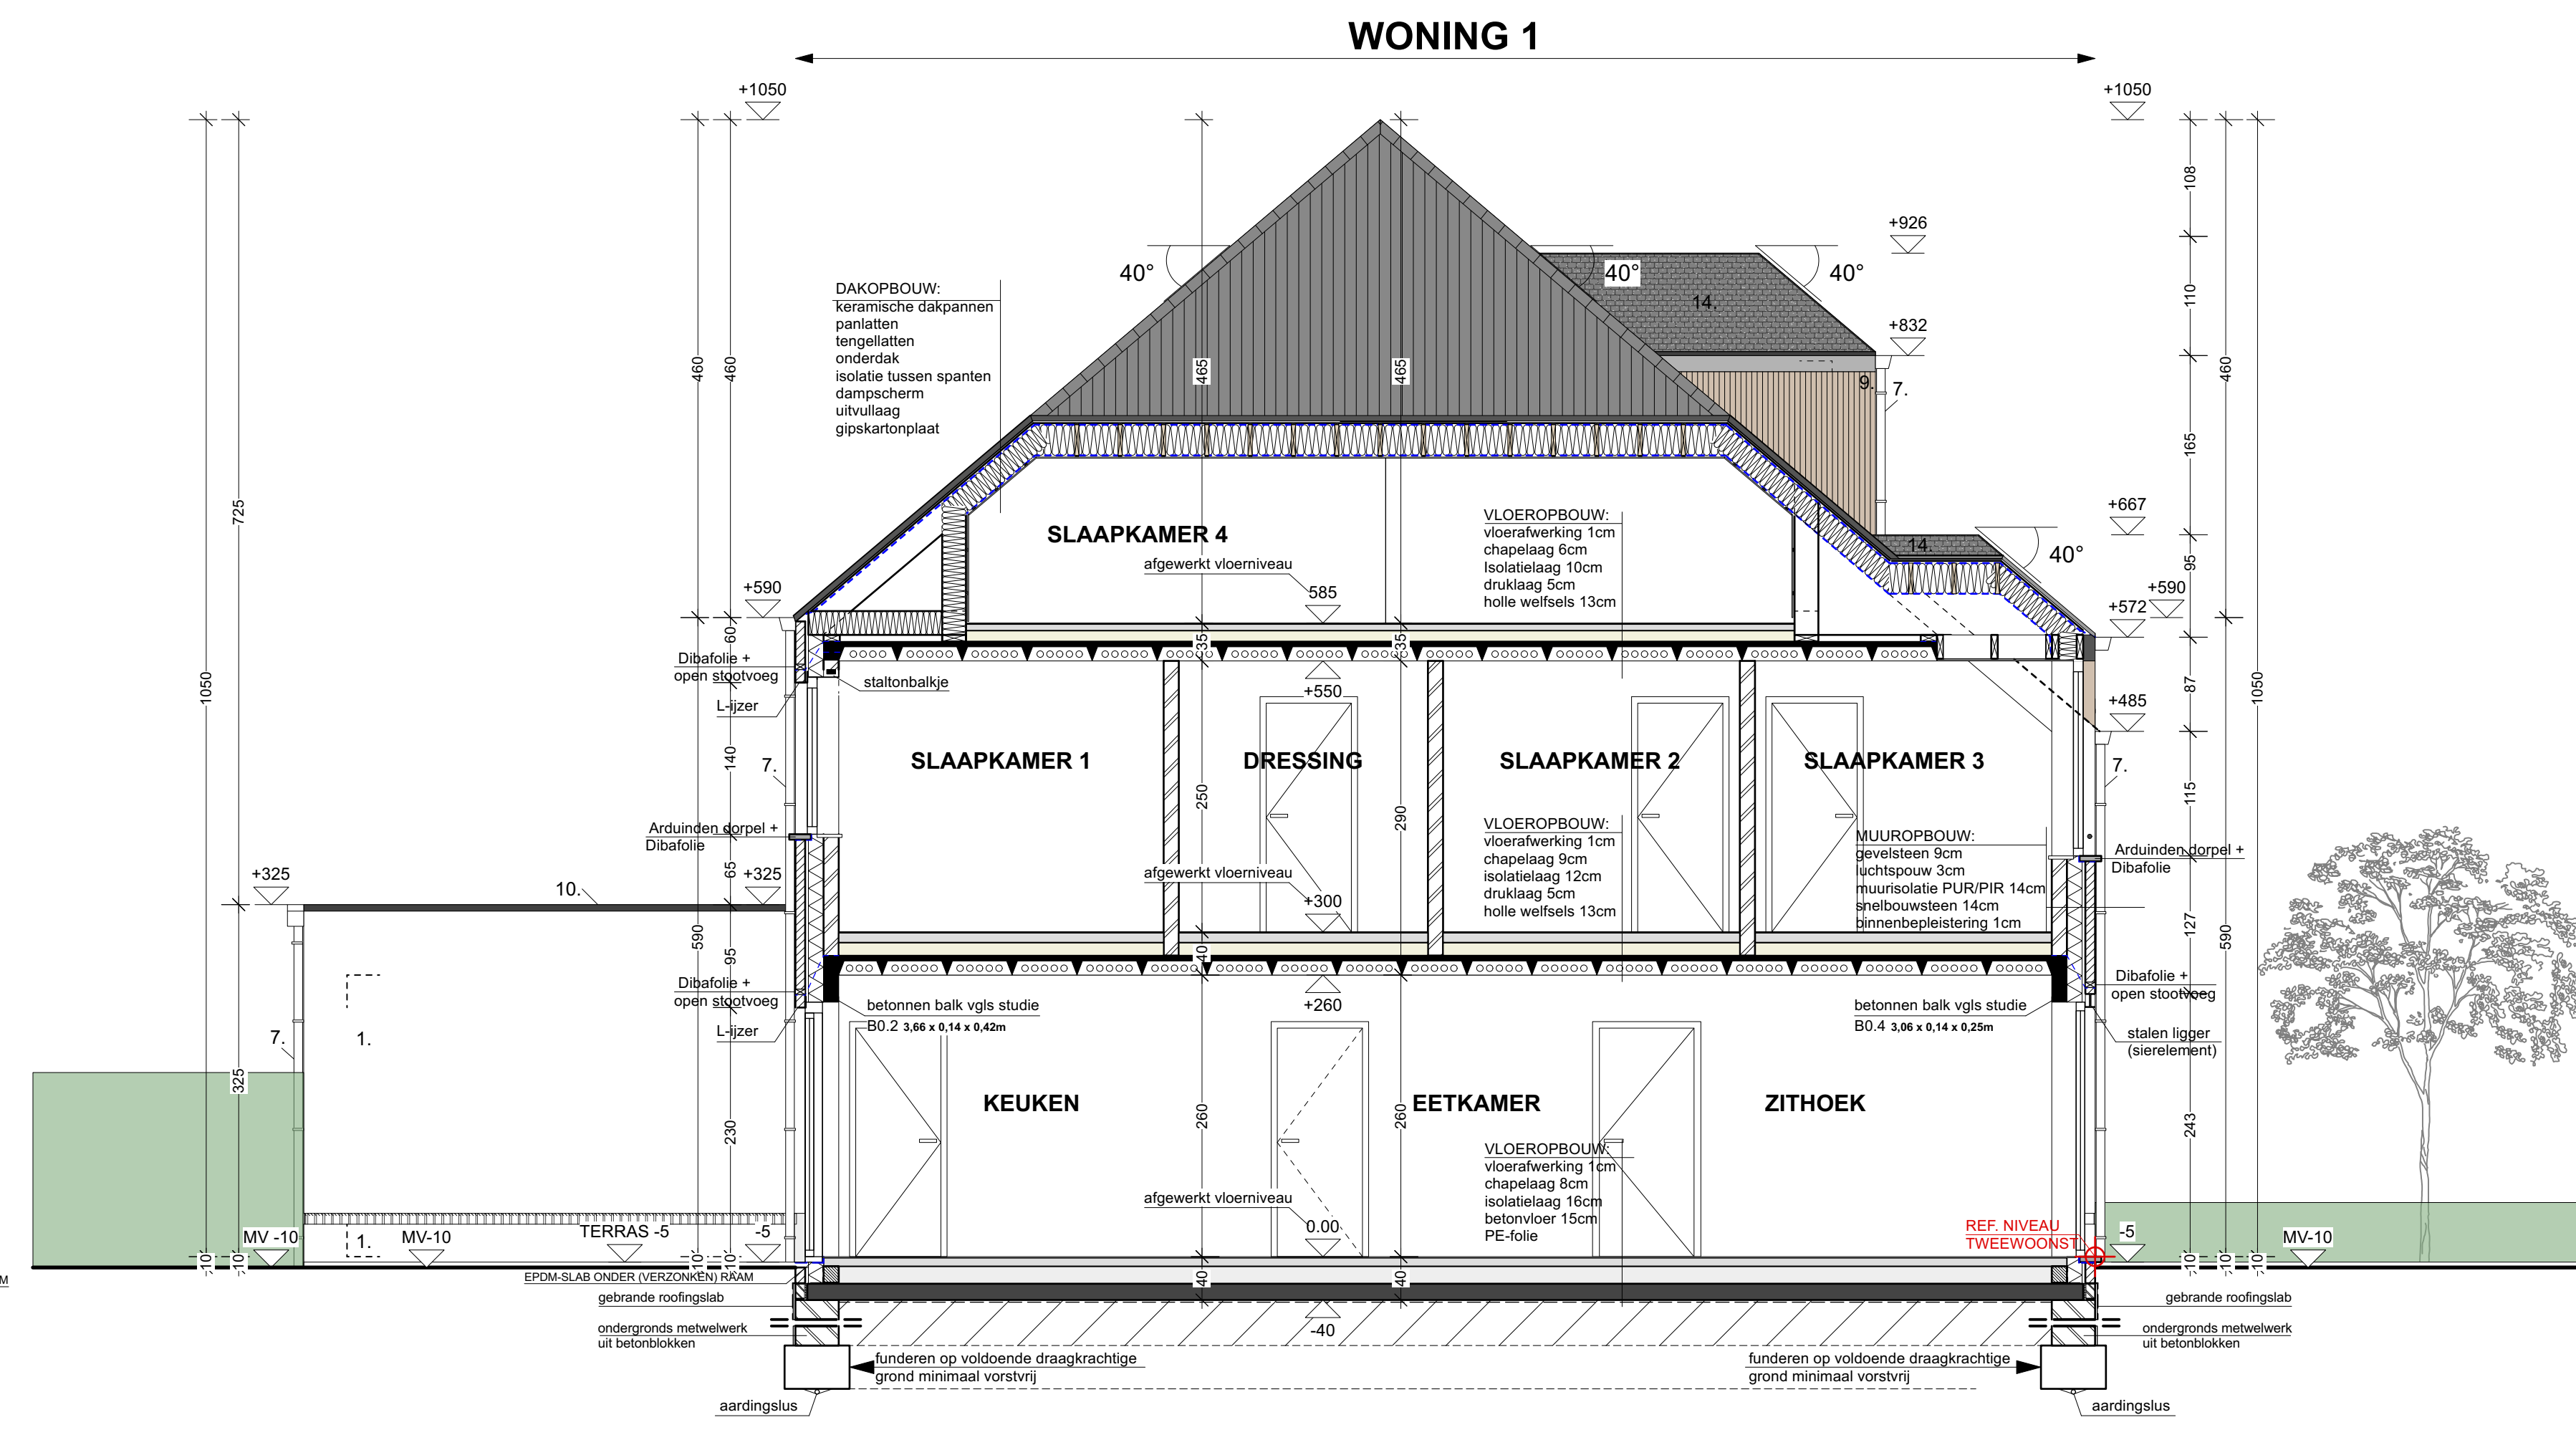 WONING 1
+1050
+1050
108
+926
40°
40°
40°
14.
110
DAKOPBOUW:
keramische dakpannen
panlatten
tengellatten
onderdak
isolatie tussen spanten
dampscherm
uitvullaag
gipskartonplaat
+832
460
460
465
465
460
9.
7.
165
725
+667
SLAAPKAMER 4
afgewerkt vloerniveau
585
VLOEROPBOUW:
vloerafwerking 1cm
chapelaag 6cm
Isolatielaag 10cm
druklaag 5cm
holle welfsels 13cm
14.
40°
95
+590
+590
+572
60
35
35
Dibafolie +
open stootvoeg
staltonbalkje
L-ijzer
+550
1050
87
1050
+485
SLAAPKAMER 1
DRESSING
SLAAPKAMER 2
SLAAPKAMER 3
140
7.
7.
250
290
115
Arduinden dorpel +
Dibafolie
VLOEROPBOUW:
vloerafwerking 1cm
chapelaag 9cm
isolatielaag 12cm
druklaag 5cm
holle welfsels 13cm
MUUROPBOUW:
gevelsteen 9cm
luchtspouw 3cm
muurisolatie PUR/PIR 14cm
snelbouwsteen 14cm
binnenbepleistering 1cm
Arduinden dorpel +
Dibafolie
+325
10.
65
+325
afgewerkt vloerniveau
+300
127
590
590
95
40
Dibafolie +
open stootvoeg
L-ijzer
betonnen balk vgls studie
B0.2 3,66 x 0,14 x 0,42m
+260
betonnen balk vgls studie
B0.4 3,06 x 0,14 x 0,25m
Dibafolie +
open stootvoeg
stalen ligger
(sierelement)
7.
1.
325
KEUKEN
EETKAMER
ZITHOEK
230
260
260
243
VLOEROPBOUW:
vloerafwerking 1cm
chapelaag 8cm
isolatielaag 16cm
betonvloer 15cm
PE-folie
afgewerkt vloerniveau
0.00
REF. NIVEAU
TWEEWOONST
MV -10
1.
MV-10
TERRAS -5
-5
-5
MV-10
10
10
10
10
10
10
10
40
40
M
EPDM-SLAB ONDER (VERZONKEN) RAAM
gebrande roofingslab
ondergronds metwelwerk
uit betonblokken
-40
gebrande roofingslab
ondergronds metwelwerk
uit betonblokken
funderen op voldoende draagkrachtige
grond minimaal vorstvrij
funderen op voldoende draagkrachtige
grond minimaal vorstvrij
aardingslus
aardingslus